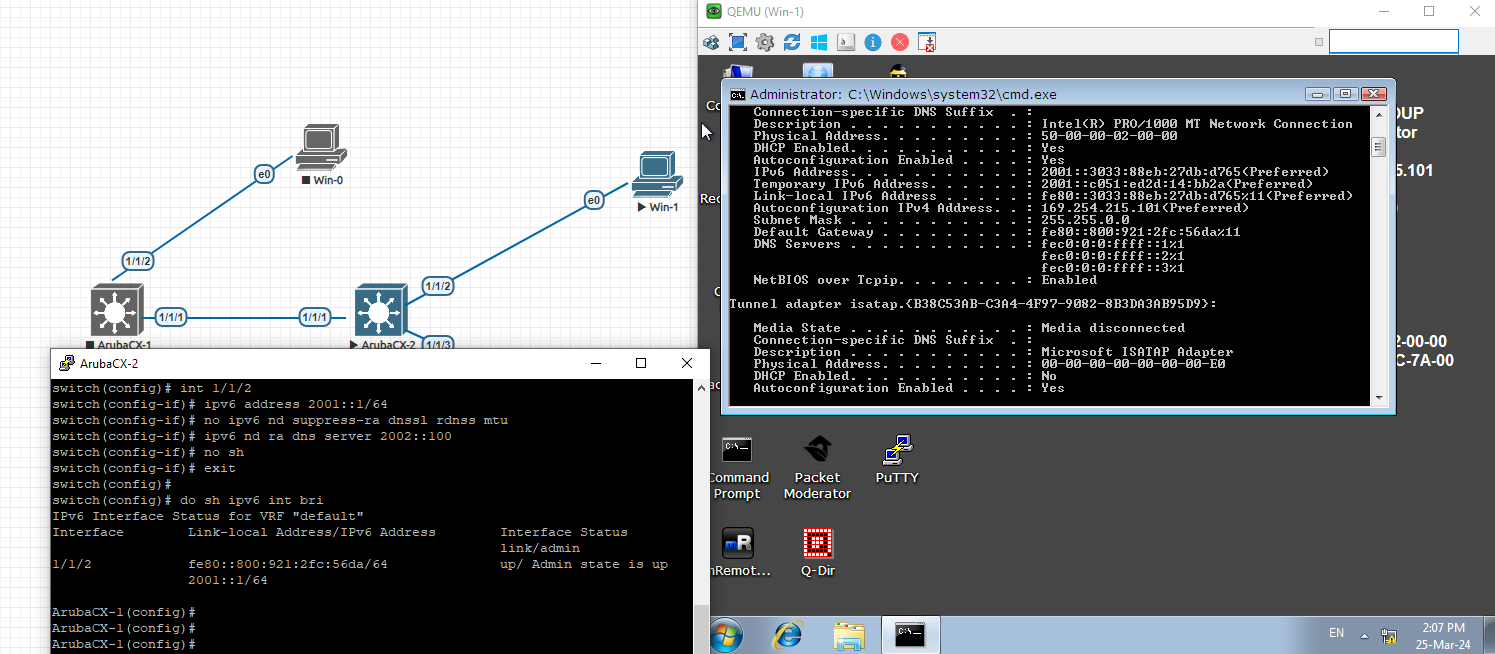 QEMU (Win-1)
Win-0
e0
1/1/2
1/1/1
1/1/1
e0
Win-1
1/1/2
ArubaCX-1
ArubaCX-2
1/1/3
ArubaCX-2
switch(config)# int 1/1/2
switch(config-if)# ipv6 address 2001::1/64
switch(config-if)# no ipv6 nd suppress-ra dnssl rdnss mtu
switch(config-if)# ipv6 nd ra dns server 2002::100
switch(config-if)# no sh
switch(config-if)# exit
switch(config)#
switch(config)# do sh ipv6 int bri
IPv6 Interface Status for VRF "default"
Interface Link-local Address/IPv6 Address Interface Status
link/admin
1/1/2 fe80::800:921:2fc:56da/64 up/ Admin state is up
2001::1/64
ArubaCX-1(config)#
ArubaCX-1(config)#
ArubaCX-1(config)#
Administrator: C:\Windows\system32\cmd.exe
Connection-specific DNS Suffix . :
Description . . . . . . . . . . . : Intel(R) PRO/1000 MT Network Connection
Physical Address. . . . . . . . . : 50-00-00-02-00-00
DHCP Enabled. . . . . . . . . . . : Yes
Autoconfiguration Enabled . . . . : Yes
IPv6 Address. . . . . . . . . . . : 2001::3033:88eb:27db:d765(Preferred)
Temporary IPv6 Address. . . . . . : 2001::c051:ed2d:14:bb2a(Preferred)
Link-local IPv6 Address . . . . . : fe80::3033:88eb:27db:d765%11(Preferred)
Autoconfiguration IPv4 Address. . : 169.254.215.101(Preferred)
Subnet Mask . . . . . . . . . . . : 255.255.0.0
Default Gateway . . . . . . . . . : fe80::800:921:2fc:56da%11
DNS Servers . . . . . . . . . . . : fec0:0:0:ffff::1%1
fec0:0:0:ffff::2%1
fec0:0:0:ffff::3%1
NetBIOS over Tcpip. . . . . . . . : Enabled
Tunnel adapter isatap.{B38C53AB-C3A4-4F97-9082-8B3DA3AB95D9}:
Media State . . . . . . . . . . . : Media disconnected
Connection-specific DNS Suffix . :
Description . . . . . . . . . . . : Microsoft ISATAP Adapter
Physical Address. . . . . . . . . : 00-00-00-00-00-00-00-E0
DHCP Enabled. . . . . . . . . . . : No
Autoconfiguration Enabled . . . . : Yes
OUP
tor
5.101
2-00-00
C-7A-00
Command
Prompt
Packet
Moderator
PuTTY
mRemot...
Q-Dir
EN
2:07 PM
25-Mar-24